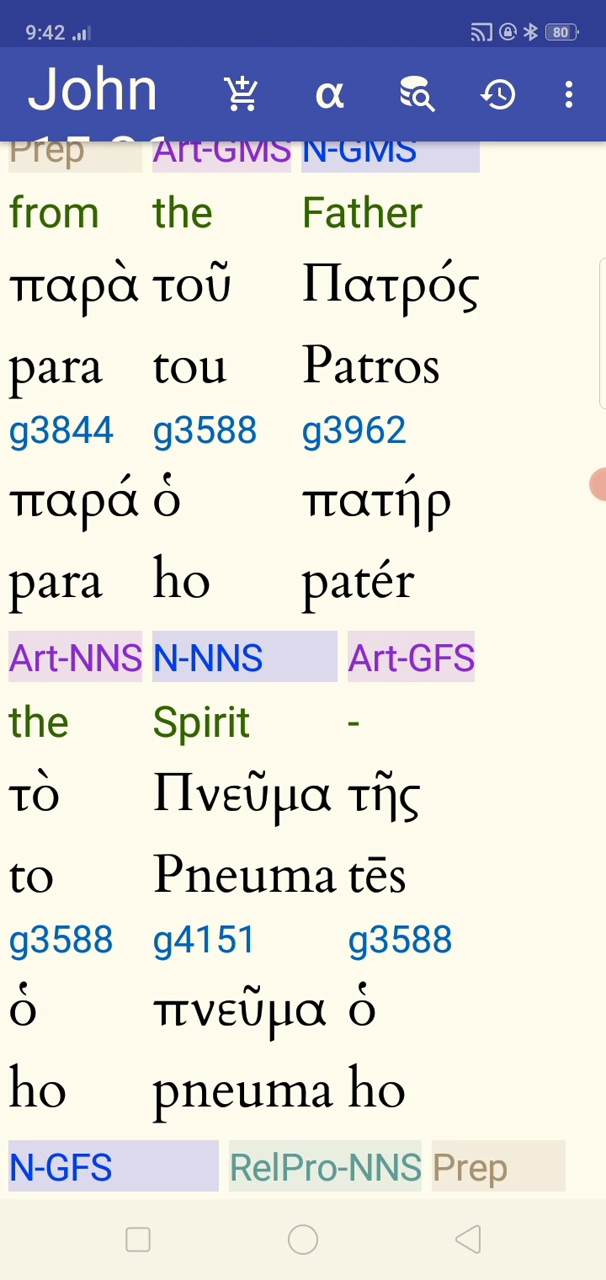 9:42 80
John α
Prep Art-GMS N-GMS
from the Father
παρὰ τοῦ Πατρός
para tou Patros
g3844 g3588 g3962
παρά ὁ πατήρ
para ho patér
Art-NNS N-NNS Art-GFS
the Spirit -
τὸ Πνεῦμα τῆς
to Pneuma tēs
g3588 g4151 g3588
ὁ πνεῦμα ὁ
ho pneuma ho
N-GFS RelPro-NNS Prep